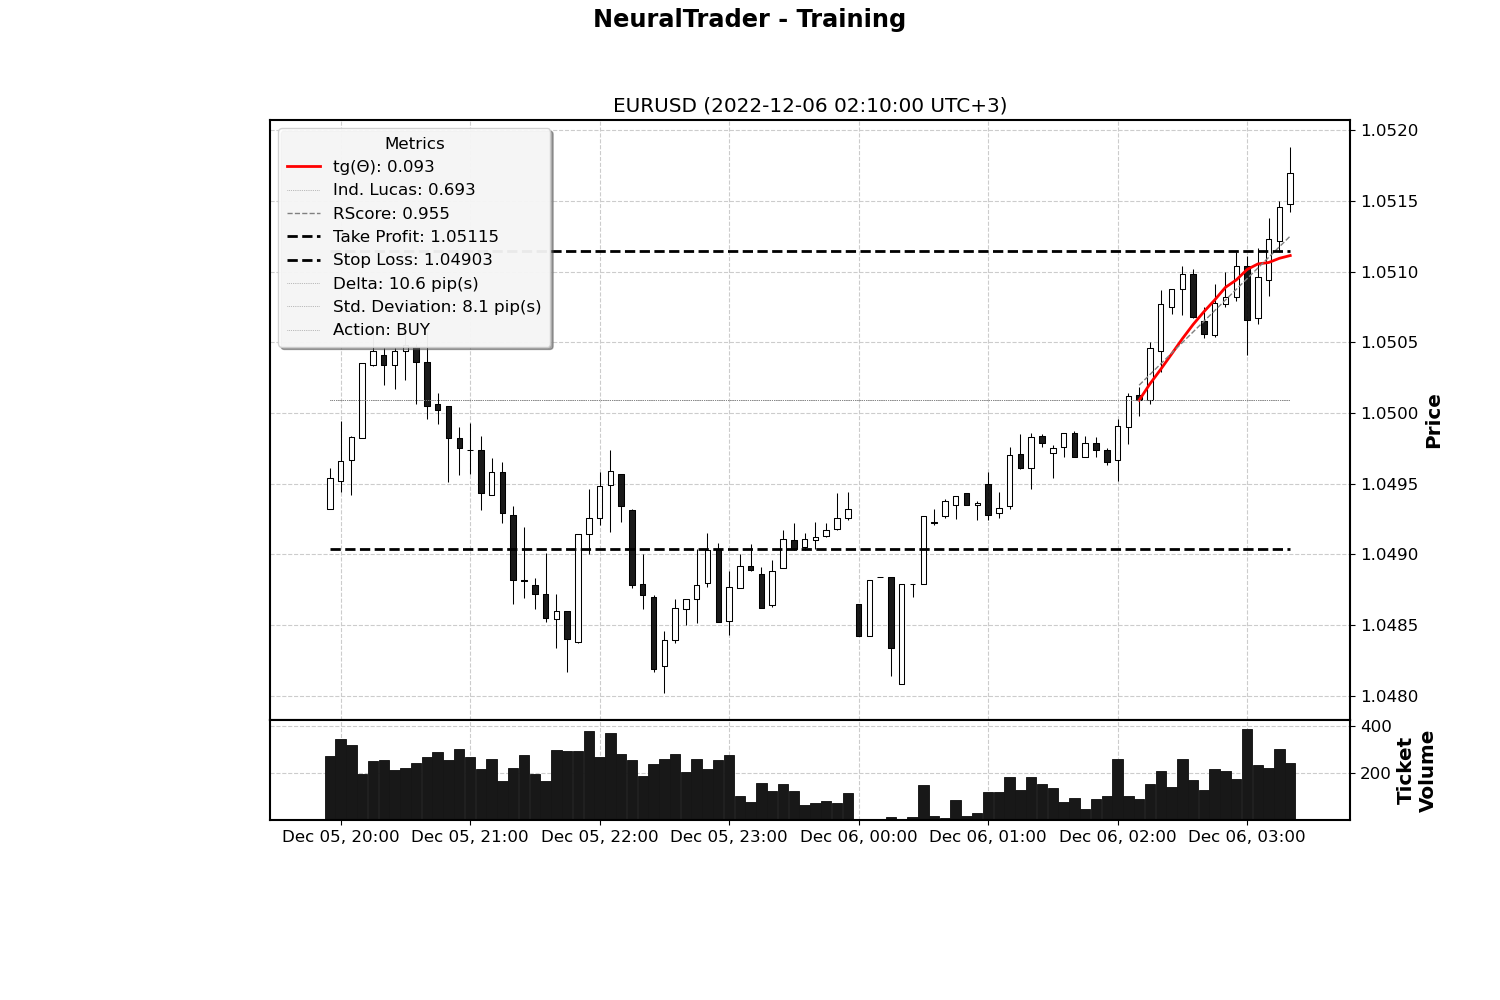 NeuralTrader - Training
EURUSD (2022-12-06 02:10:00 UTC+3)
Metrics
tg(Θ): 0.093
Ind. Lucas: 0.693
RScore: 0.955
Take Profit: 1.05115
Stop Loss: 1.04903
Delta: 10.6 pip(s)
Std. Deviation: 8.1 pip(s)
Action: BUY
1.0520
1.0515
1.0510
1.0505
1.0500
1.0495
1.0490
1.0485
1.0480
Price
400
200
Ticket
Volume
Dec 05, 20:00
Dec 05, 21:00
Dec 05, 22:00
Dec 05, 23:00
Dec 06, 00:00
Dec 06, 01:00
Dec 06, 02:00
Dec 06, 03:00